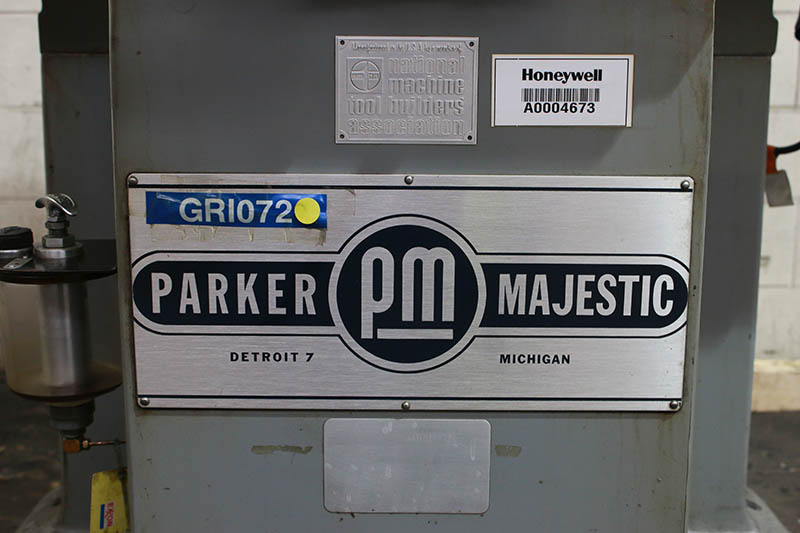 national
machine
tool builders
association
Honeywell
A0004673
GRI072
PARKER pm MAJESTIC
DETROIT 7 MICHIGAN